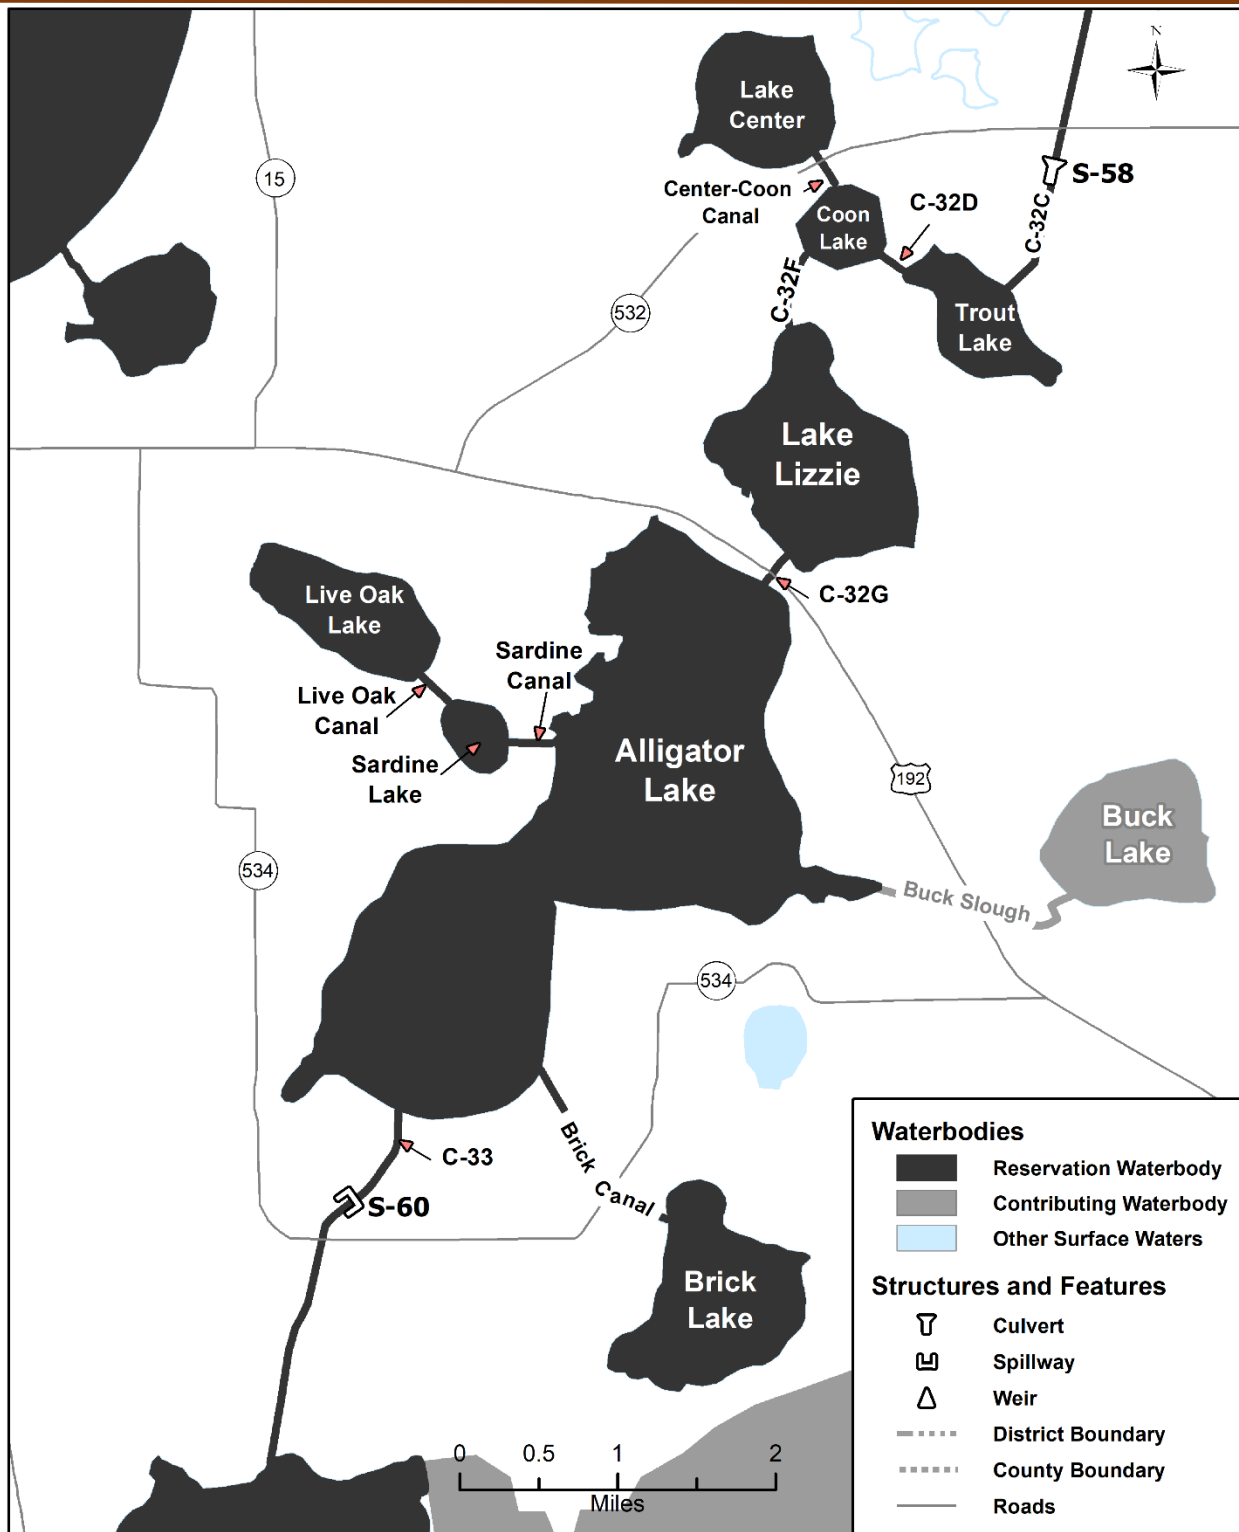 N
Lake
Center
15
S-58
Center-Coon
Canal
C-32D
C-32C
Coon
Lake
C-32F
532
Trout
Lake
Lake
Lizzie
Live Oak
Lake
C-32G
Sardine
Canal
Live Oak
Canal
Sardine
Lake
Alligator
Lake
192
Buck
Lake
534
Buck Slough
534
Brick Canal
C-33
S-60
Brick
Lake
Waterbodies
Reservation Waterbody
Contributing Waterbody
Other Surface Waters
Structures and Features
Culvert
Spillway
Weir
District Boundary
County Boundary
Roads
0 0.5 1 2
Miles